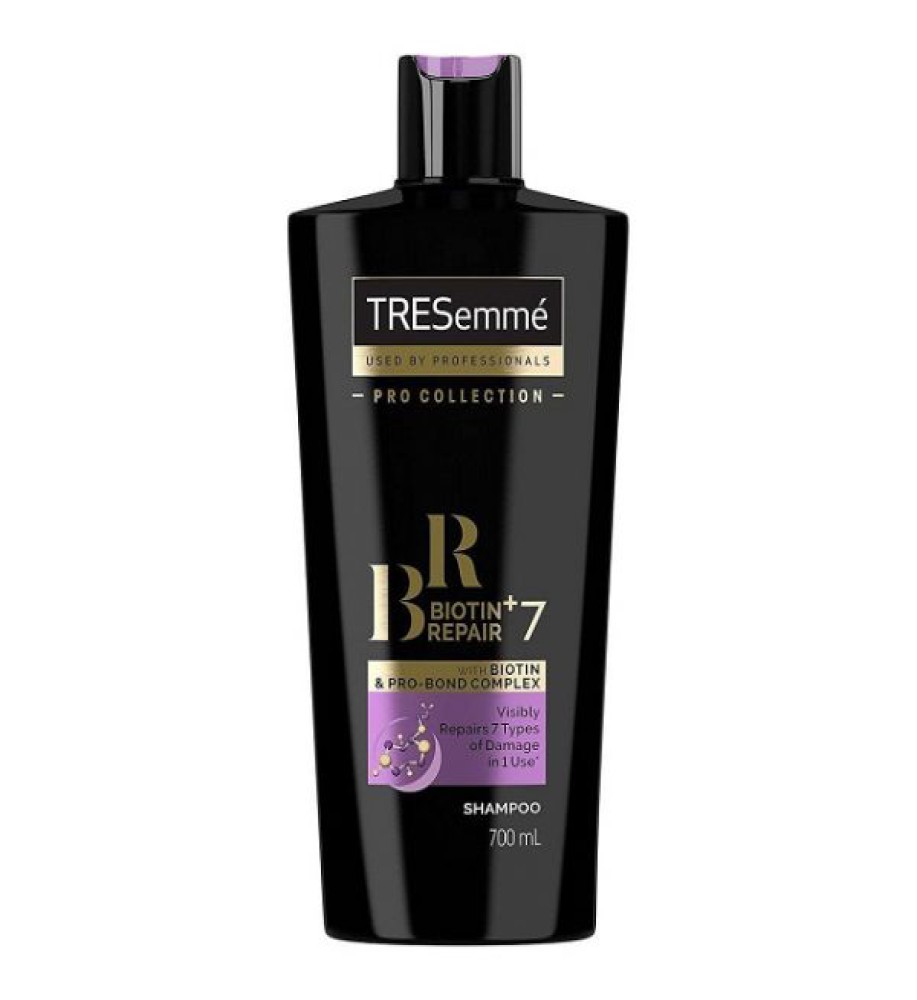 TRESemmé
USED BY PROFESSIONALS
PRO COLLECTION
BR
BIOTIN+7
REPAIR
WITH BIOTIN
& PRO-BOND COMPLEX
Visibly
Repairs 7 Types
of Damage
in 1 Use*
SHAMPOO
700 mL